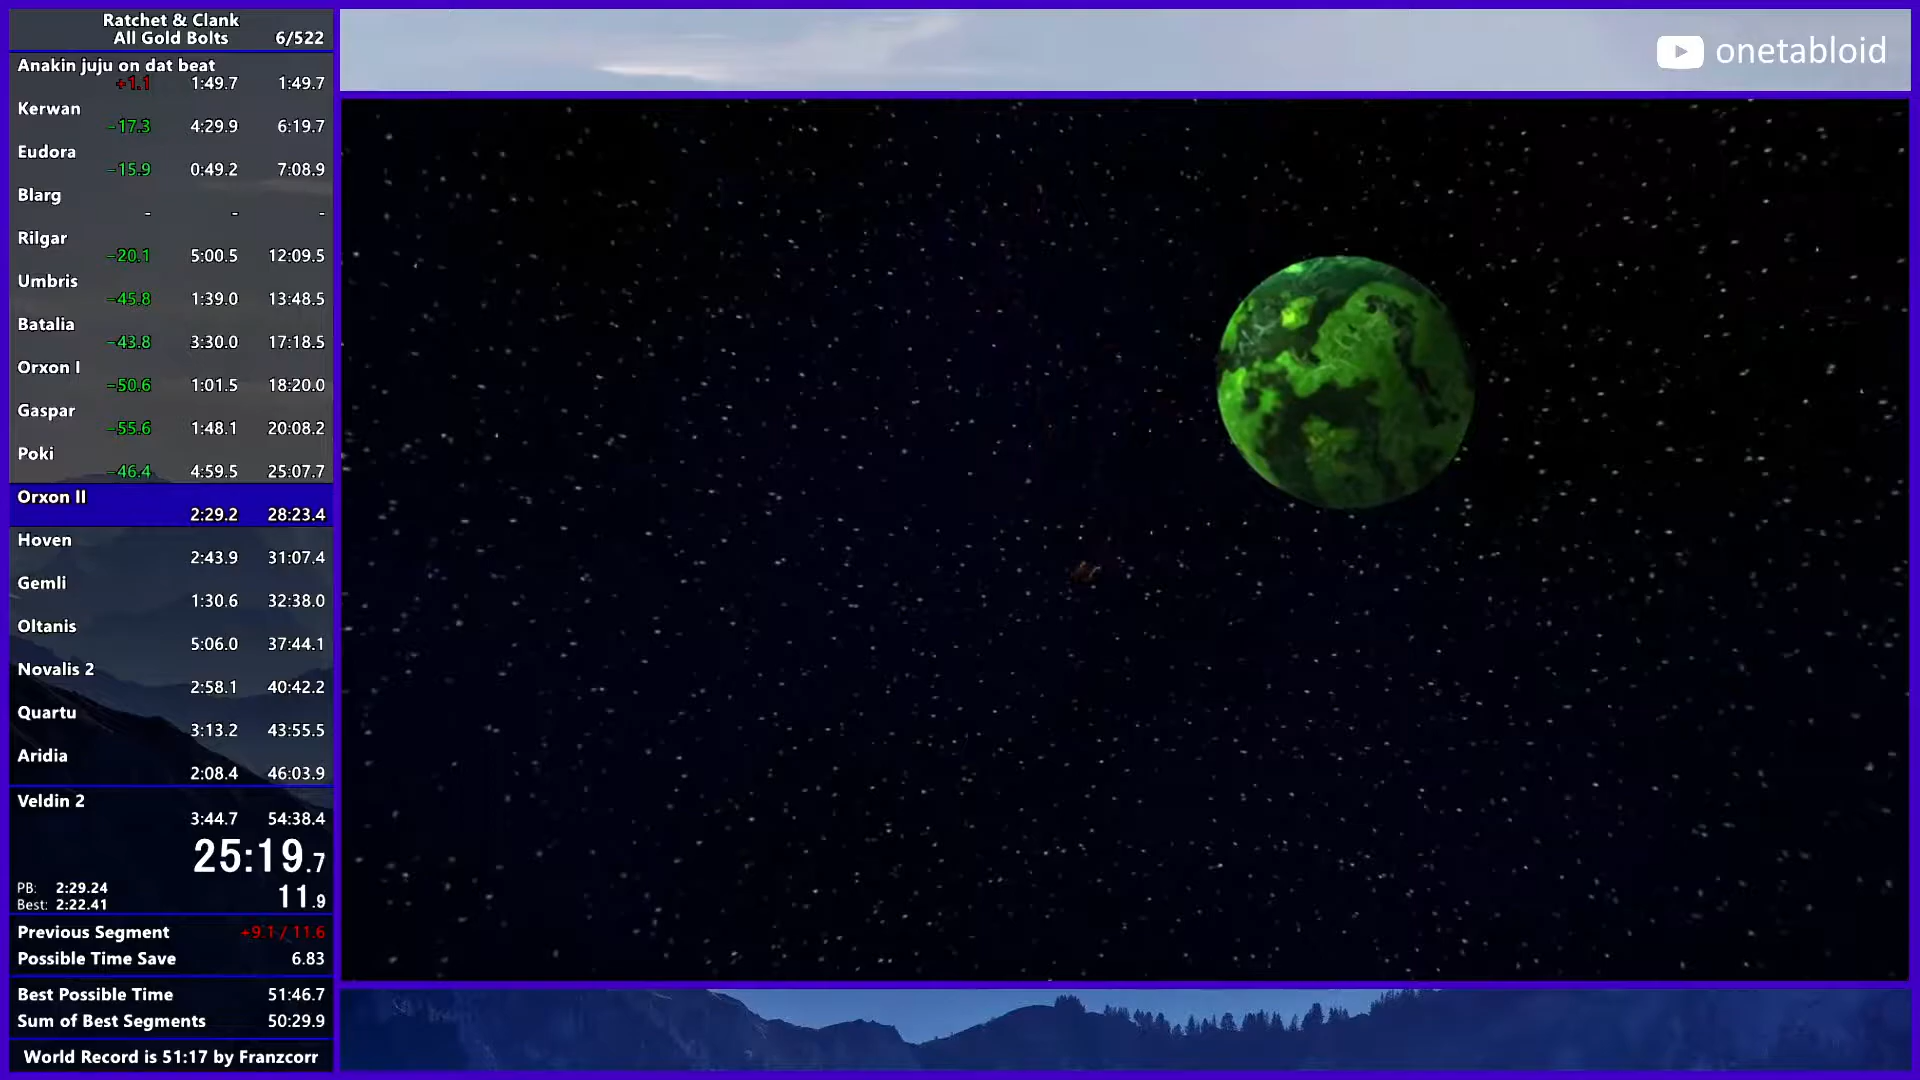 Ratchet & Clank
All Gold Bolts 6/522
Anakin juju on dat beat
+1.1 1:49.7 1:49.7
Kerwan
−17.3 4:29.9 6:19.7
Eudora
−15.9 0:49.2 7:08.9
Blarg
- - -
Rilgar
−20.1 5:00.5 12:09.5
Umbris
−45.8 1:39.0 13:48.5
Batalia
−43.8 3:30.0 17:18.5
Orxon I
−50.6 1:01.5 18:20.0
Gaspar
−55.6 1:48.1 20:08.2
Poki
−46.4 4:59.5 25:07.7
Orxon II
2:29.2 28:23.4
Hoven
2:43.9 31:07.4
Gemli
1:30.6 32:38.0
Oltanis
5:06.0 37:44.1
Novalis 2
2:58.1 40:42.2
Quartu
3:13.2 43:55.5
Aridia
2:08.4 46:03.9
Veldin 2
3:44.7 54:38.4
25:19.7
PB: 2:29.24
Best: 2:22.41
11.9
Previous Segment +9.1 / 11.6
Possible Time Save 6.83
Best Possible Time 51:46.7
Sum of Best Segments 50:29.9
World Record is 51:17 by Franzcorr
onetabloid